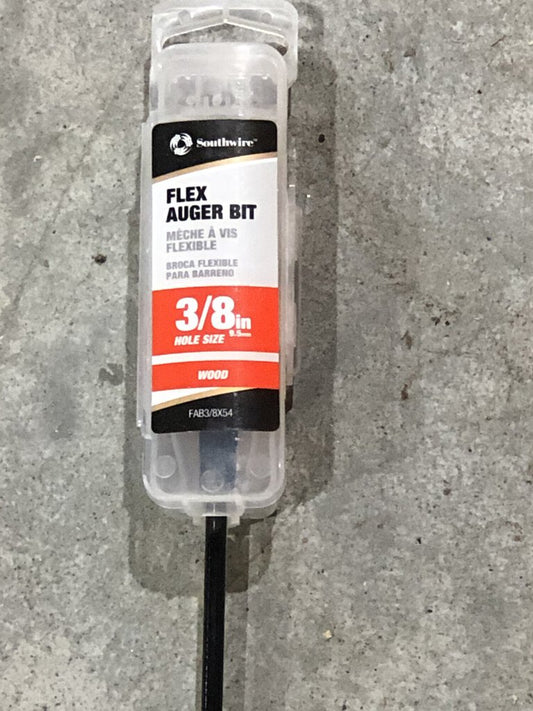 Southwire™
FLEX
AUGER BIT
MÈCHE À VIS
FLEXIBLE
BROCA FLEXIBLE
PARA BARRENO
3/8in
HOLE SIZE 9.5mm
WOOD
FAB3/8X54